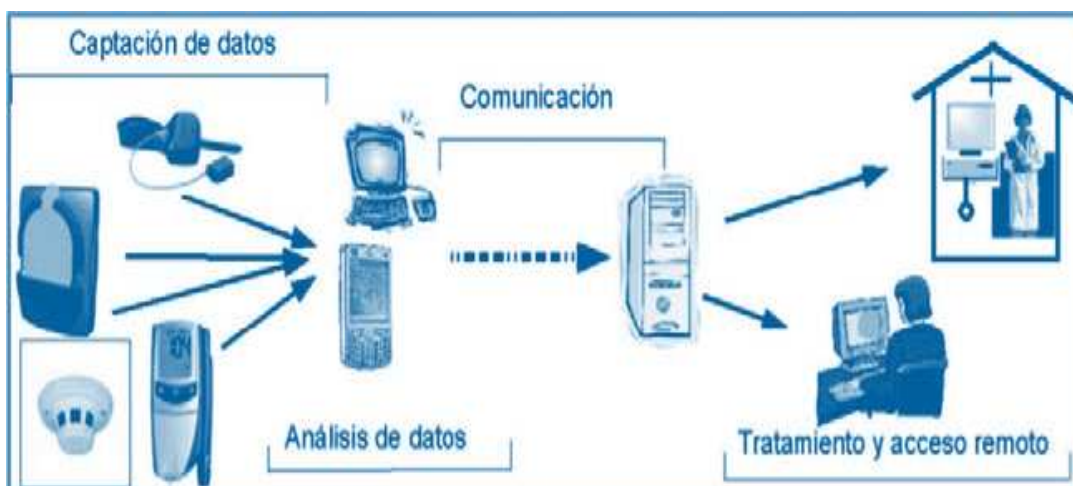 Captación de datos
Comunicación
Análisis de datos
Tratamiento y acceso remoto